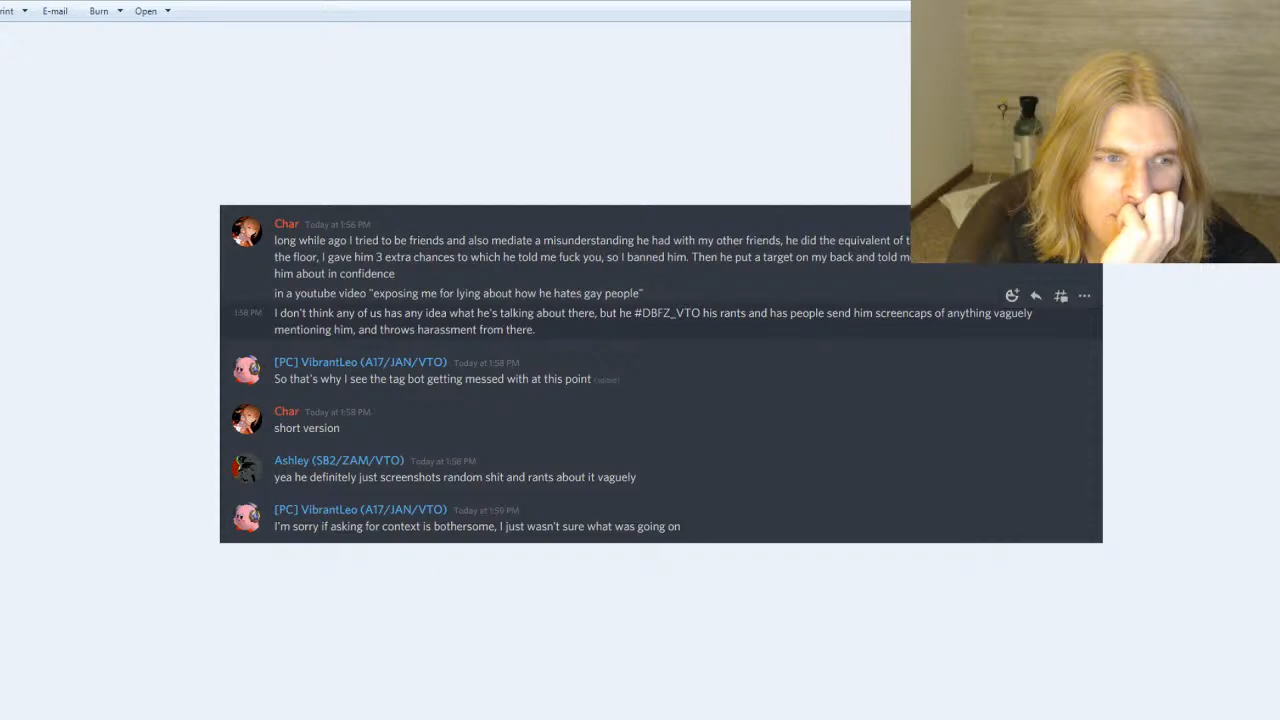 rint E-mail Burn Open
Char Today at 1:56 PM
long while ago I tried to be friends and also mediate a misunderstanding he had with my other friends, he did the equivalent of
the floor, I gave him 3 extra chances to which he told me fuck you, so I banned him. Then he put a target on my back and told
him about in confidence
in a youtube video "exposing me for lying about how he hates gay people"
1:58 PM I don't think any of us has any idea what he's talking about there, but he #DBFZ_VTO his rants and has people send him screencaps of anything vaguely
mentioning him, and throws harassment from there.
[PC] VibrantLeo (A17/JAN/VTO) Today at 1:58 PM
So that's why I see the tag bot getting messed with at this point (edited)
Char Today at 1:58 PM
short version
Ashley (SB2/ZAM/VTO) Today at 1:58 PM
yea he definitely just screenshots random shit and rants about it vaguely
[PC] VibrantLeo (A17/JAN/VTO) Today at 1:59 PM
I'm sorry if asking for context is bothersome, I just wasn't sure what was going on